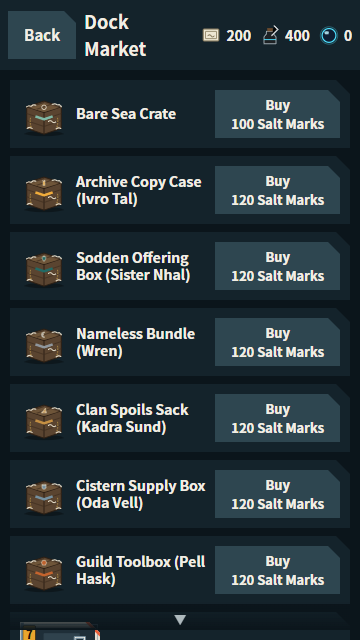 Back
Dock
Market
200
400
0
Bare Sea Crate
Buy
100 Salt Marks
Archive Copy Case
(Ivro Tal)
Buy
120 Salt Marks
Sodden Offering
Box (Sister Nhal)
Buy
120 Salt Marks
Nameless Bundle
(Wren)
Buy
120 Salt Marks
Clan Spoils Sack
(Kadra Sund)
Buy
120 Salt Marks
Cistern Supply Box
(Oda Vell)
Buy
120 Salt Marks
Guild Toolbox (Pell
Hask)
Buy
120 Salt Marks